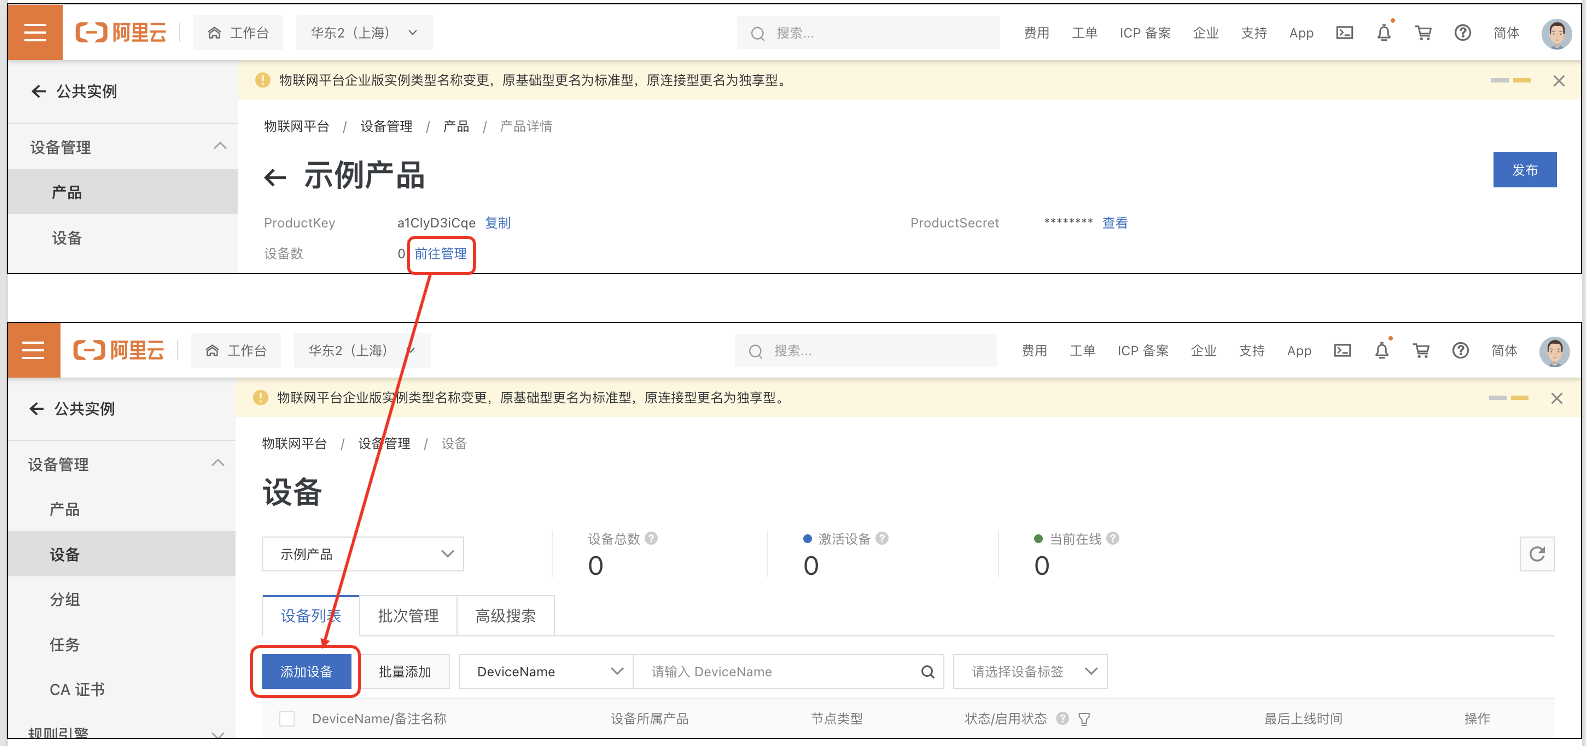 阿里云 工作台 华东2（上海） 搜索... 费用 工单 ICP 备案 企业 支持 App 简体
公共实例
物联网平台企业版实例类型名称变更，原基础型更名为标准型，原连接型更名为独享型。
物联网平台 / 设备管理 / 产品 / 产品详情
设备管理
示例产品
发布
产品
ProductKey a1ClyD3iCqe 复制 ProductSecret ******** 查看
设备
设备数 0 前往管理
阿里云 工作台 华东2（上海） 搜索... 费用 工单 ICP 备案 企业 支持 App 简体
公共实例
物联网平台企业版实例类型名称变更，原基础型更名为标准型，原连接型更名为独享型。
物联网平台 / 设备管理 / 设备
设备管理
设备
产品
设备
示例产品
设备总数 激活设备 当前在线
0 0 0
分组
设备列表 批次管理 高级搜索
任务
添加设备 批量添加 DeviceName 请输入 DeviceName 请选择设备标签
CA 证书
DeviceName/备注名称 设备所属产品 节点类型 状态/启用状态 最后上线时间 操作
规则引擎